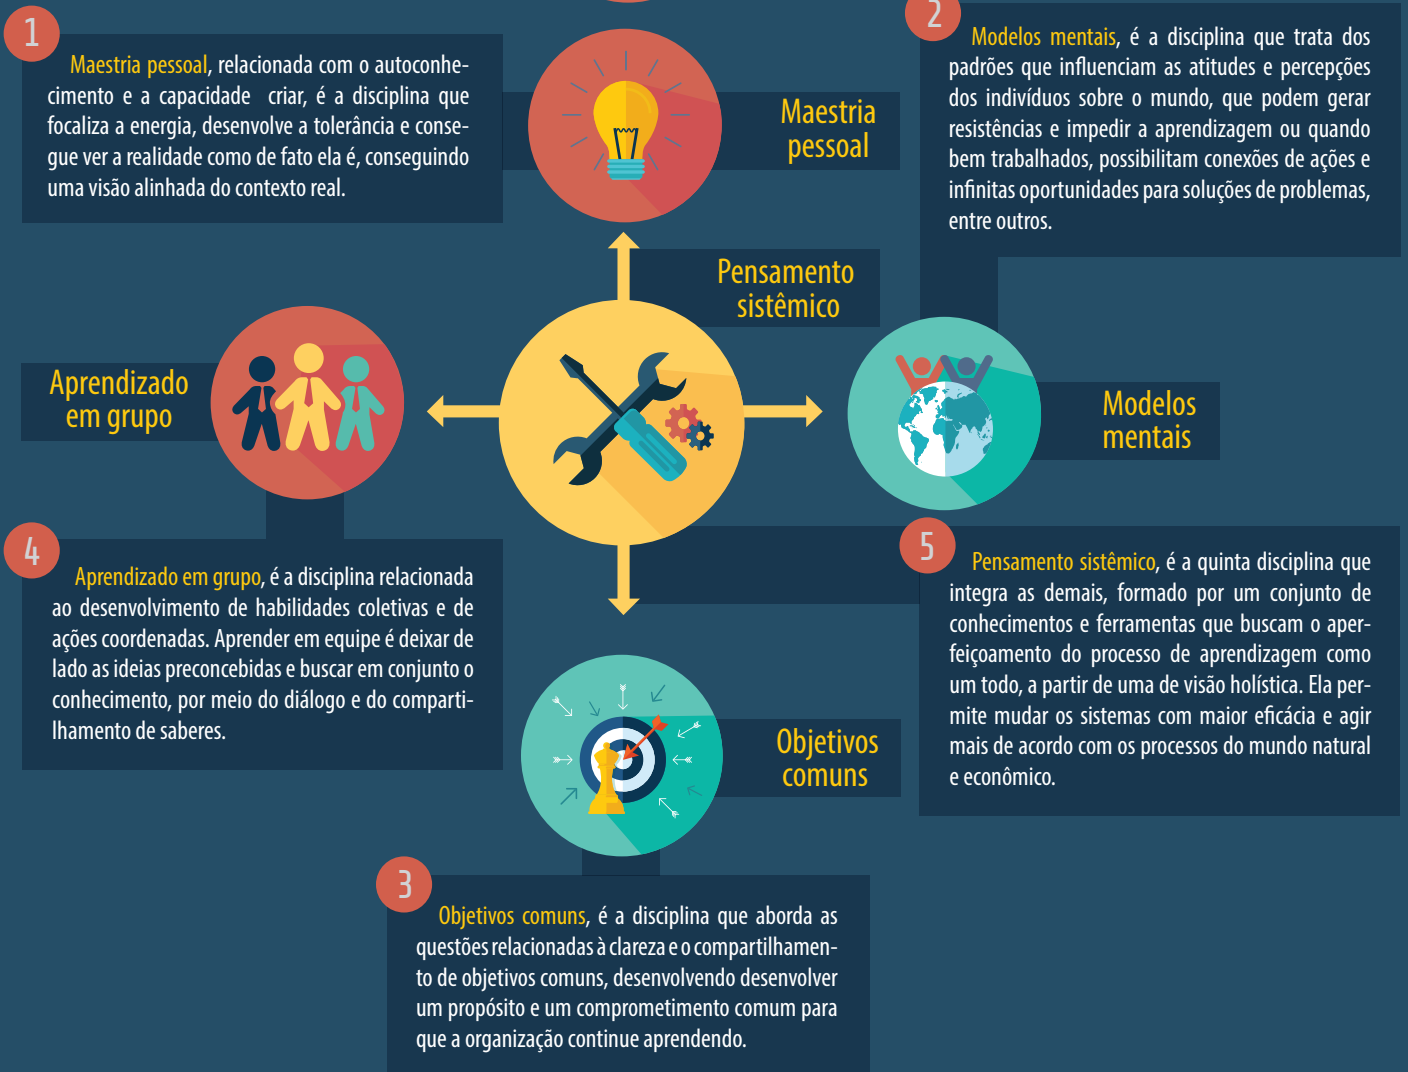 1
Maestria pessoal, relacionada com o autoconhe-
cimento e a capacidade criar, é a disciplina que
focaliza a energia, desenvolve a tolerância e conse-
gue ver a realidade como de fato ela é, conseguindo
uma visão alinhada do contexto real.
Maestria
pessoal
2
Modelos mentais, é a disciplina que trata dos
padrões que influenciam as atitudes e percepções
dos indivíduos sobre o mundo, que podem gerar
resistências e impedir a aprendizagem ou quando
bem trabalhados, possibilitam conexões de ações e
infinitas oportunidades para soluções de problemas,
entre outros.
Pensamento
sistêmico
Aprendizado
em grupo
Modelos
mentais
4
Aprendizado em grupo, é a disciplina relacionada
ao desenvolvimento de habilidades coletivas e de
ações coordenadas. Aprender em equipe é deixar de
lado as ideias preconcebidas e buscar em conjunto o
conhecimento, por meio do diálogo e do comparti-
lhamento de saberes.
5
Pensamento sistêmico, é a quinta disciplina que
integra as demais, formado por um conjunto de
conhecimentos e ferramentas que buscam o aper-
feiçoamento do processo de aprendizagem como
um todo, a partir de uma de visão holística. Ela per-
mite mudar os sistemas com maior eficácia e agir
mais de acordo com os processos do mundo natural
e econômico.
Objetivos
comuns
3
Objetivos comuns, é a disciplina que aborda as
questões relacionadas à clareza e o compartilhamen-
to de objetivos comuns, desenvolvendo desenvolver
um propósito e um comprometimento comum para
que a organização continue aprendendo.